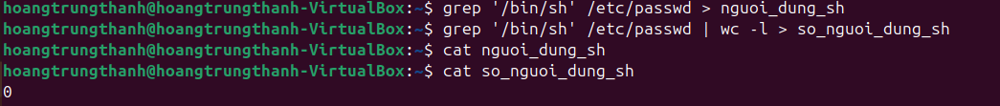 hoangtrungthanh@hoangtrungthanh-VirtualBox:~$ grep '/bin/sh' /etc/passwd > nguoi_dung_sh
hoangtrungthanh@hoangtrungthanh-VirtualBox:~$ grep '/bin/sh' /etc/passwd | wc -l > so_nguoi_dung_sh
hoangtrungthanh@hoangtrungthanh-VirtualBox:~$ cat nguoi_dung_sh
hoangtrungthanh@hoangtrungthanh-VirtualBox:~$ cat so_nguoi_dung_sh
0